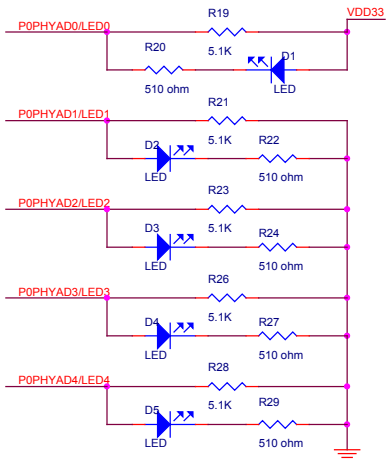 R19
VDD33
P0PHYAD0/LED0
R20
5.1K
D1
510 ohm
LED
R21
P0PHYAD1/LED1
D2
5.1K
R22
LED
510 ohm
R23
P0PHYAD2/LED2
D3
5.1K
R24
LED
510 ohm
R26
P0PHYAD3/LED3
D4
5.1K
R27
LED
510 ohm
R28
P0PHYAD4/LED4
D5
5.1K
R29
LED
510 ohm